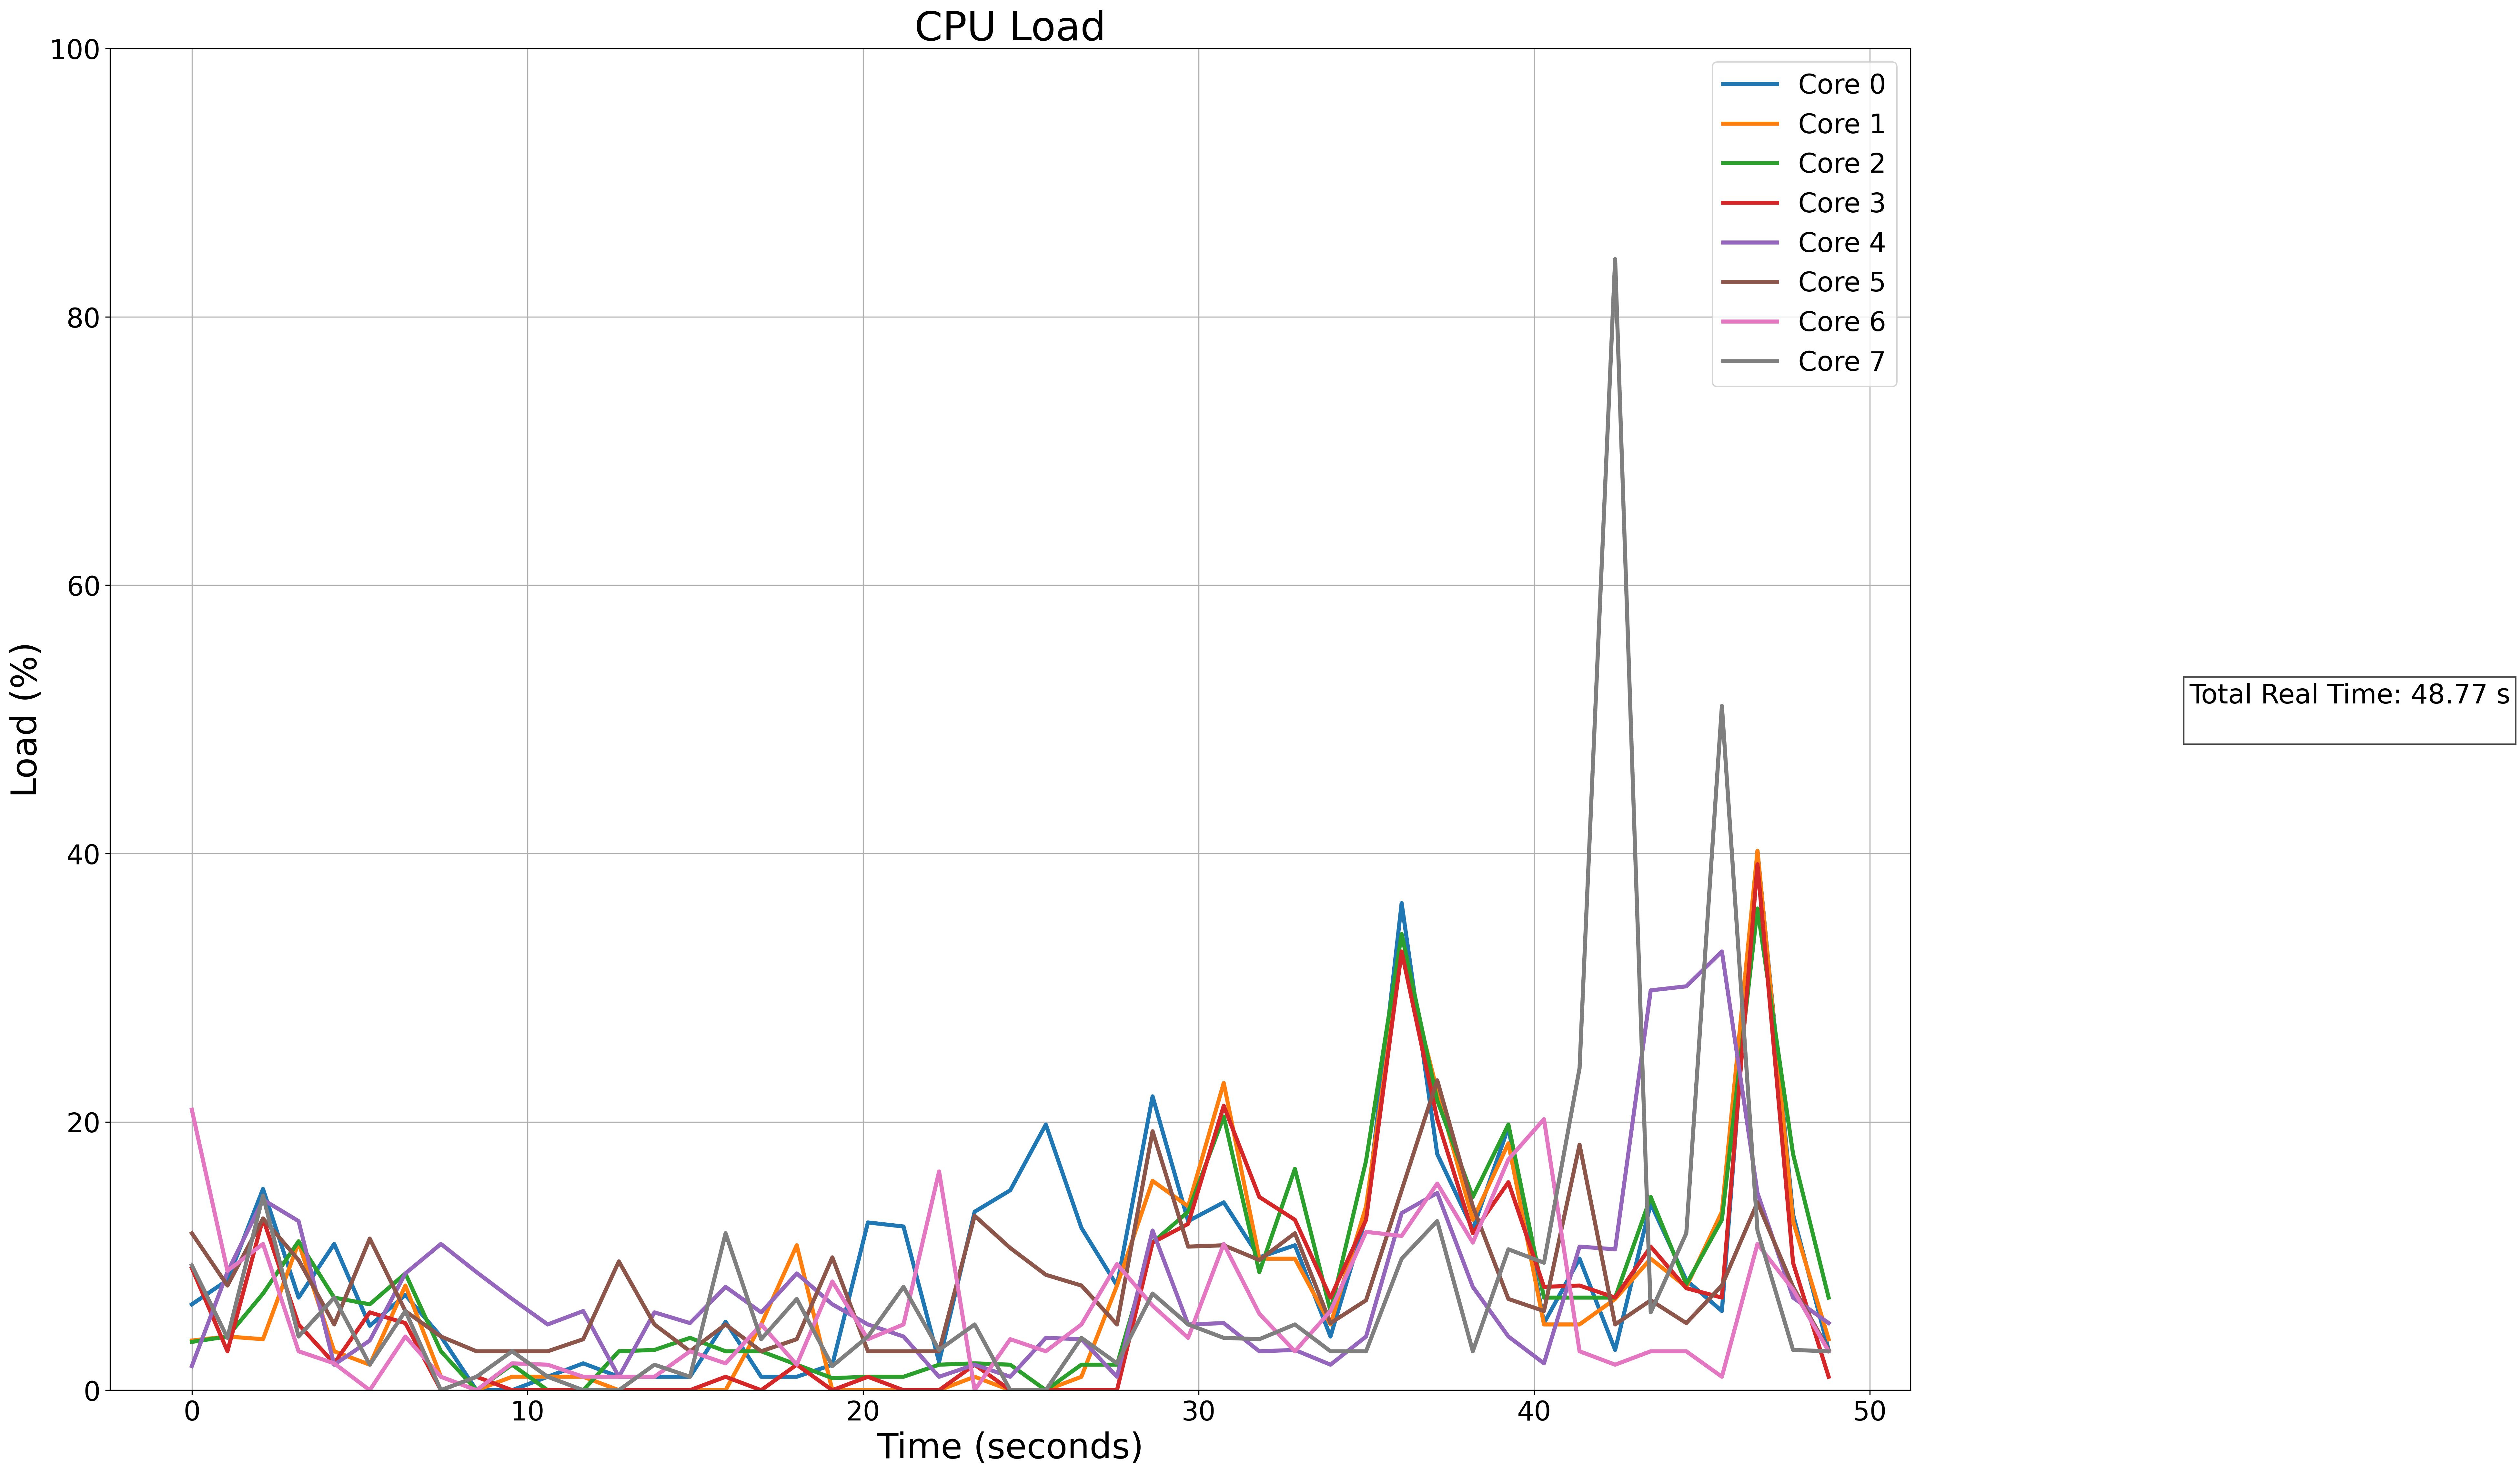 CPU Load
100
80
60
40
20
0
Load (%)
0 10 20 30 40 50
Time (seconds)
Core 0
Core 1
Core 2
Core 3
Core 4
Core 5
Core 6
Core 7
Total Real Time: 48.77 s